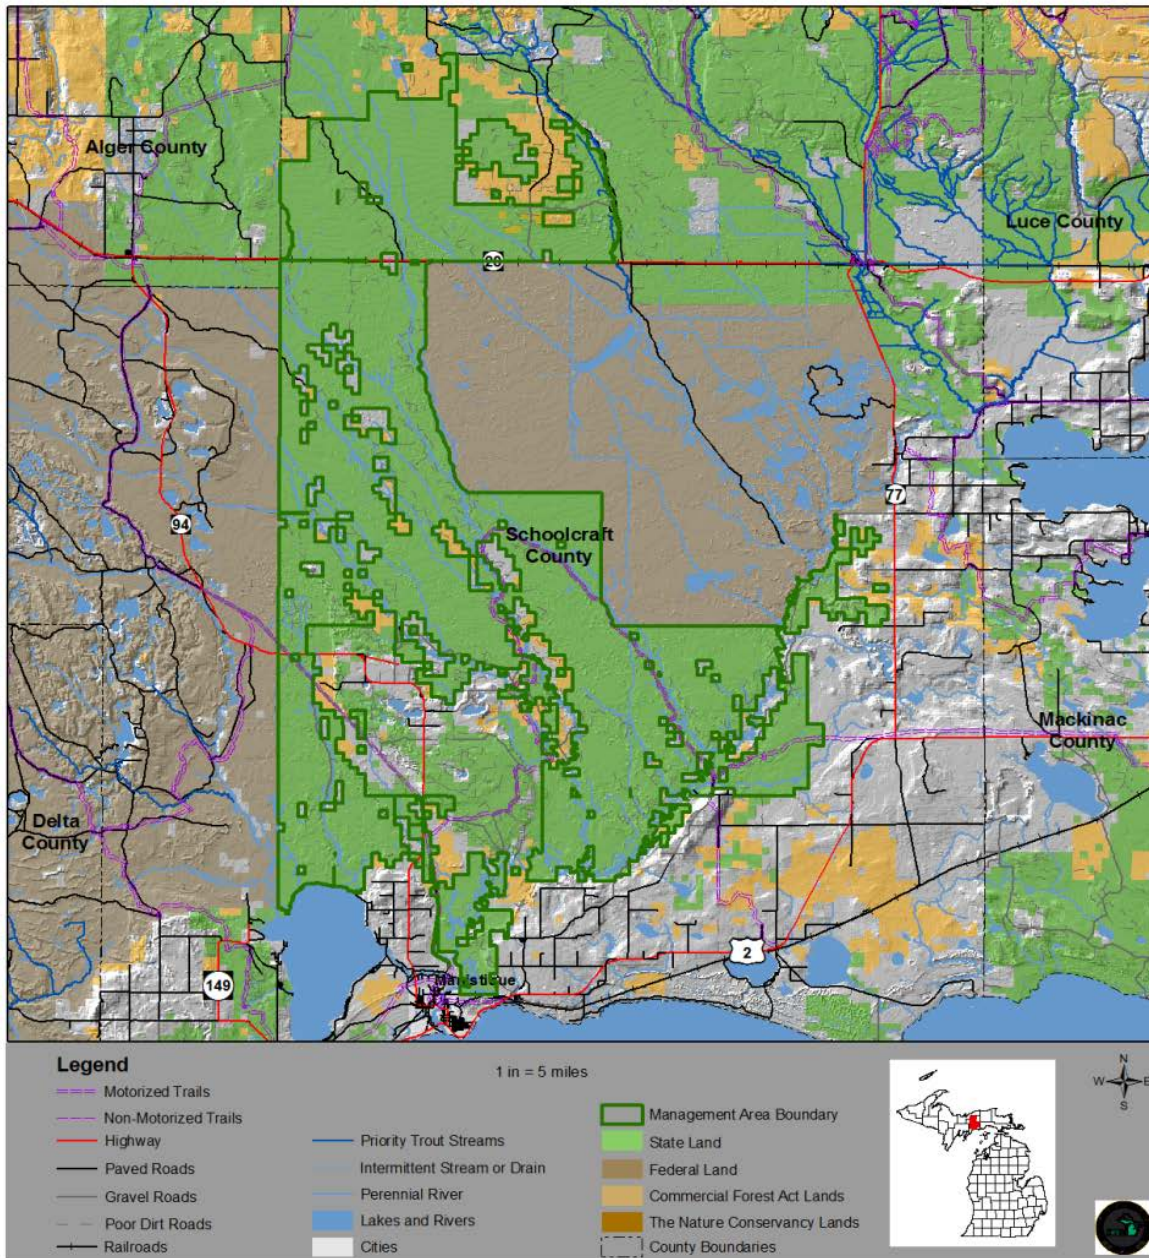 Alger County
Luce County
28
94
Schoolcraft
County
77
Mackinac
County
Delta
County
2
149
Manistique
Legend
1 in = 5 miles
Motorized Trails
Non-Motorized Trails
Highway
Paved Roads
Gravel Roads
Poor Dirt Roads
Railroads
Priority Trout Streams
Intermittent Stream or Drain
Perennial River
Lakes and Rivers
Cities
Management Area Boundary
State Land
Federal Land
Commercial Forest Act Lands
The Nature Conservancy Lands
County Boundaries
N
W E
S